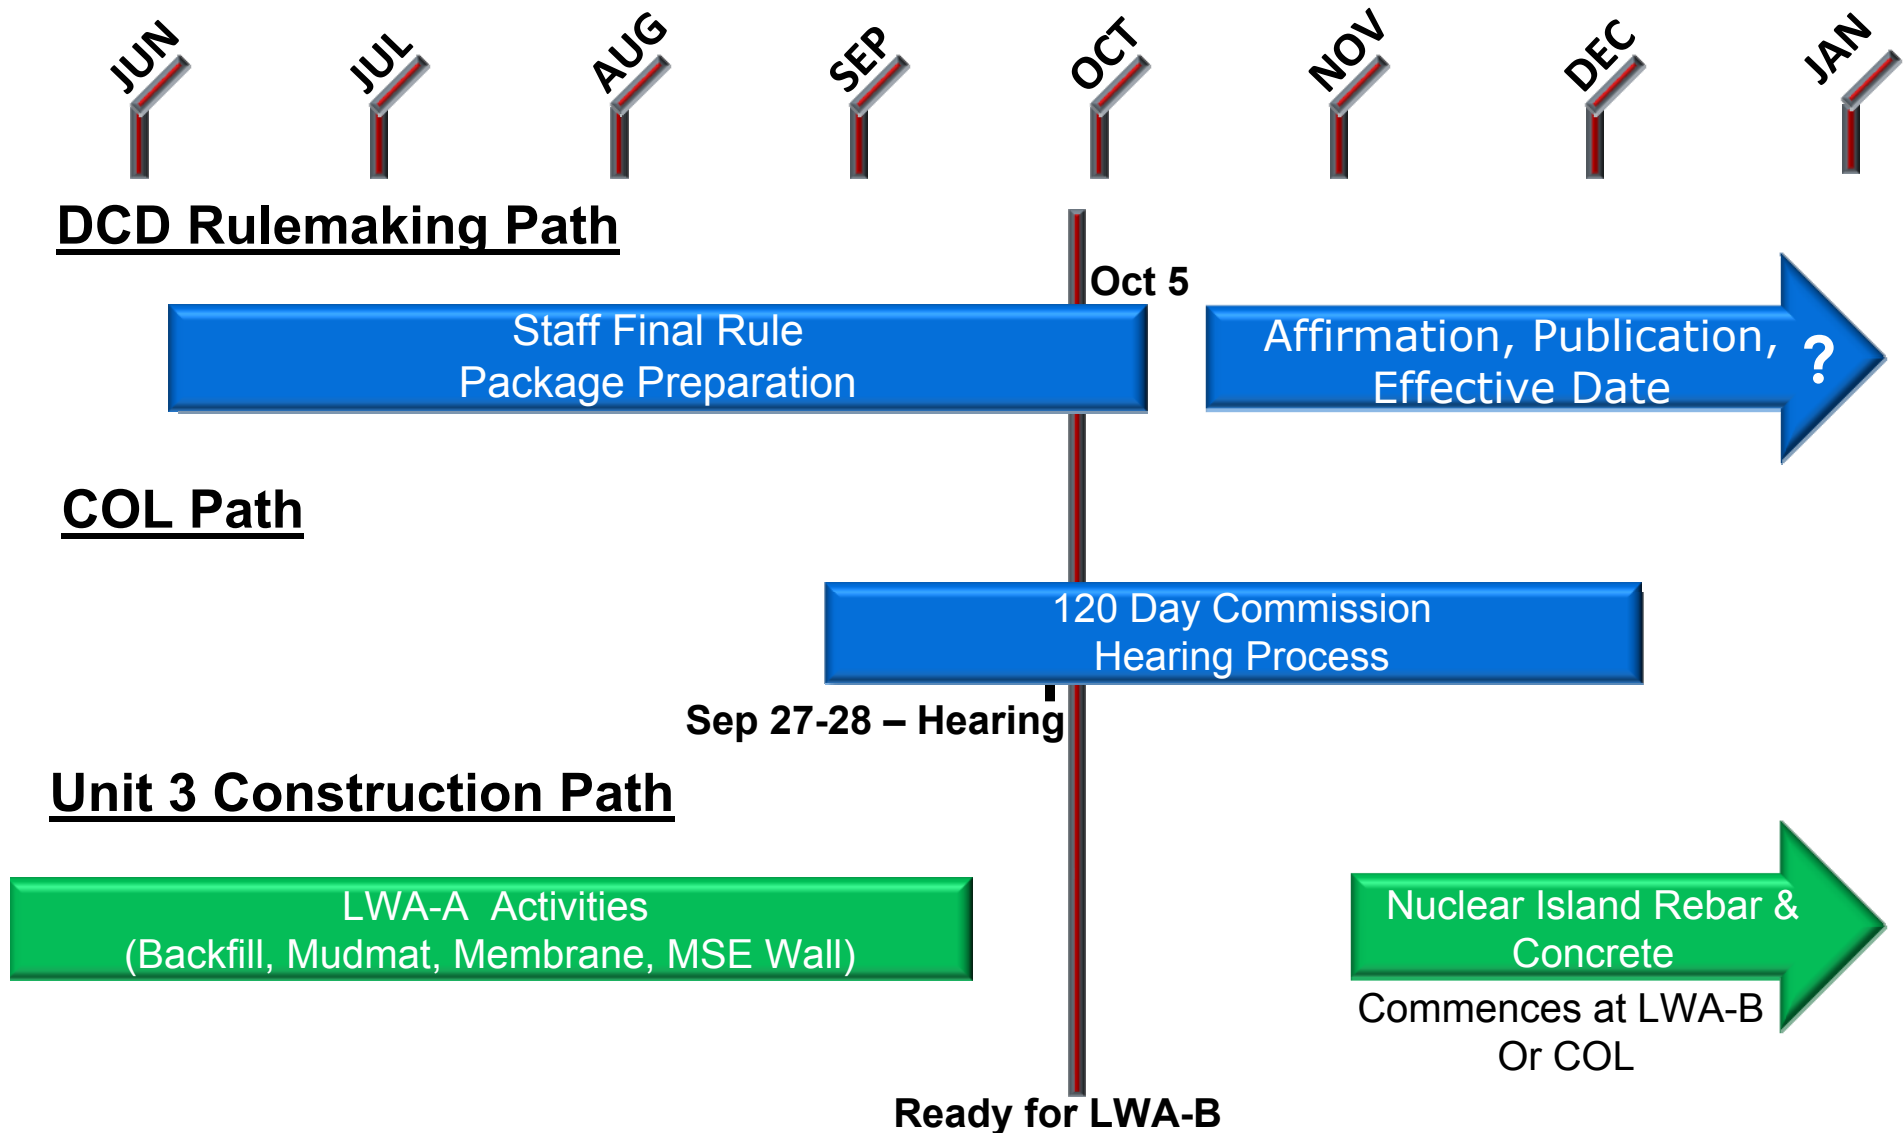 JUN
JUL
AUG
SEP
OCT
NOV
DEC
JAN
DCD Rulemaking Path
Oct 5
Staff Final Rule
Package Preparation
Affirmation, Publication, ?
Effective Date
COL Path
120 Day Commission
Hearing Process
Sep 27-28 – Hearing
Unit 3 Construction Path
LWA-A Activities
(Backfill, Mudmat, Membrane, MSE Wall)
Nuclear Island Rebar &
Concrete
Commences at LWA-B
Or COL
Ready for LWA-B